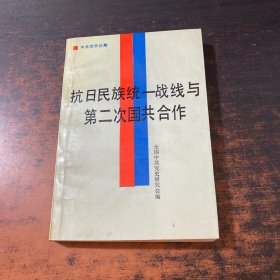 中共党史论集
抗日民族统一战线与
第二次国共合作
全国中共党史研究会编